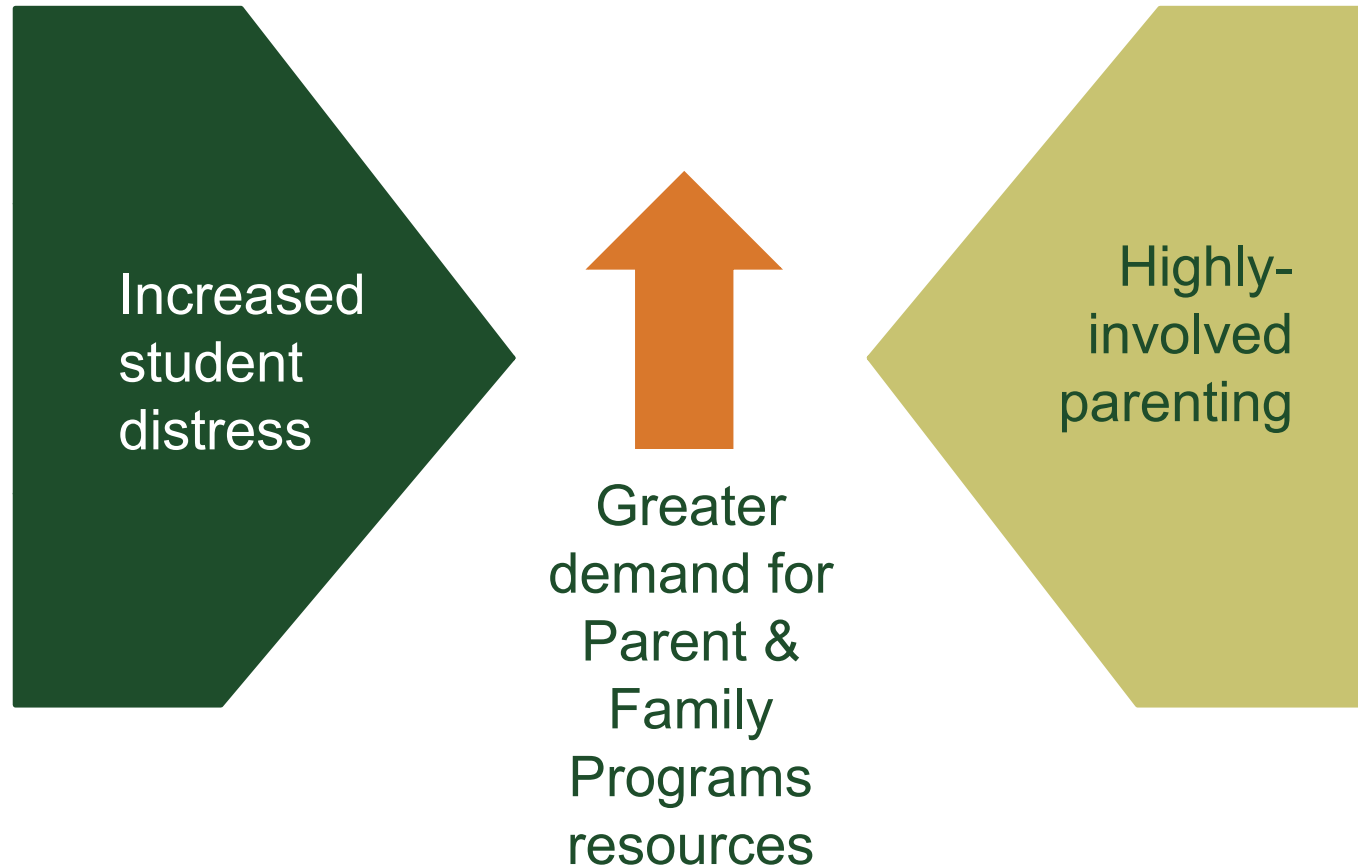 Increased
student
distress
Greater
demand for
Parent &
Family
Programs
resources
Highly-
involved
parenting